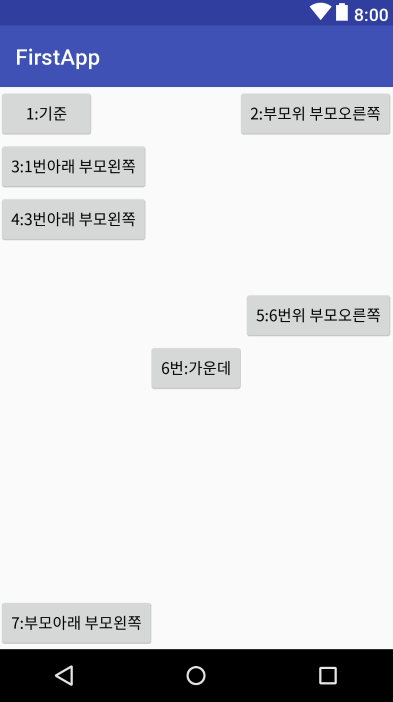 8:00
FirstApp
1:기준
2:부모위 부모오른쪽
3:1번아래 부모왼쪽
4:3번아래 부모왼쪽
5:6번위 부모오른쪽
6번:가운데
7:부모아래 부모왼쪽